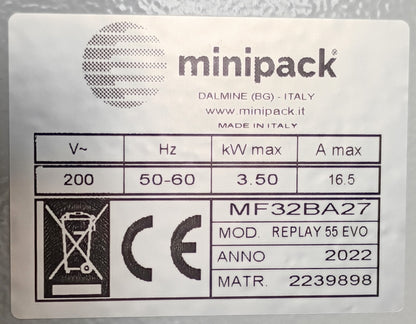 minipack®
DALMINE (BG) - ITALY
www.minipack.it
MADE IN ITALY
V~ Hz kW max A max
200 50-60 3.50 16.5
CE
MF32BA27
MOD. REPLAY 55 EVO
ANNO 2022
MATR. 2239898